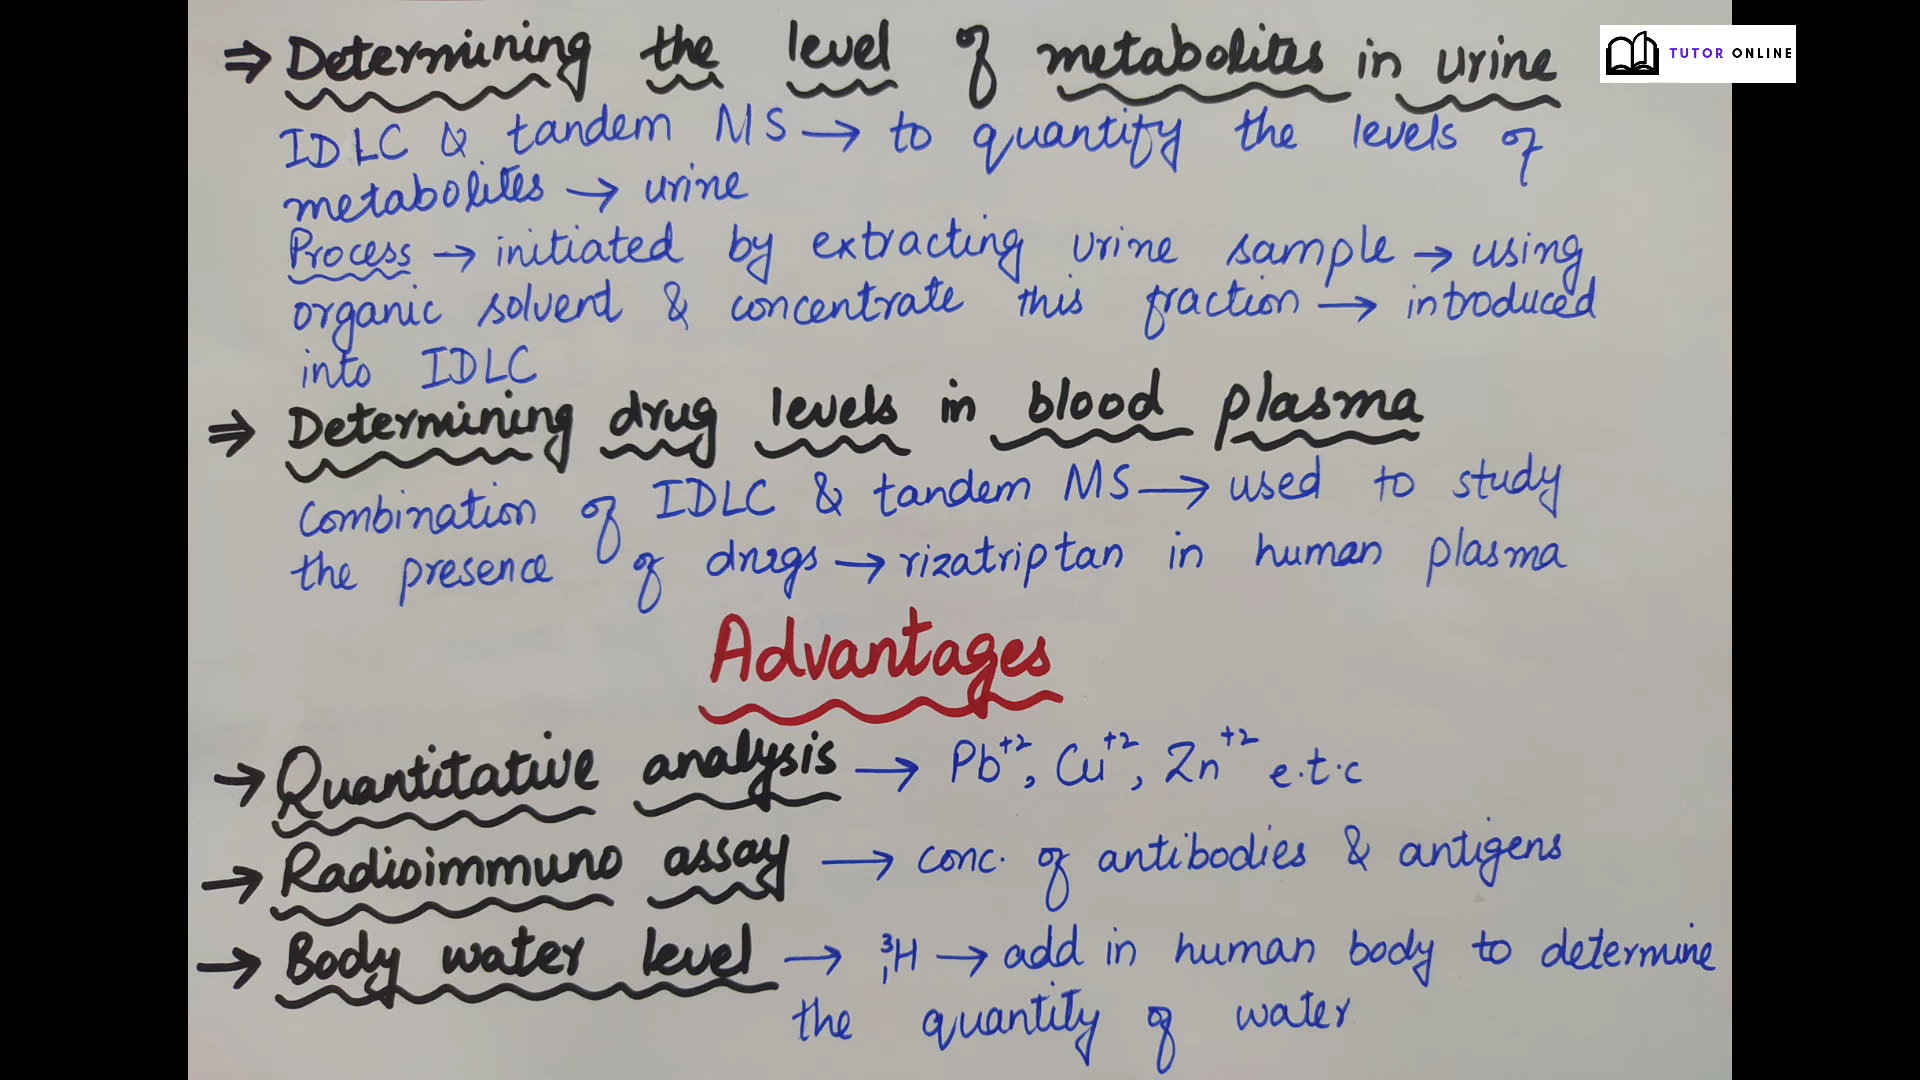 ⇒ Determining the level of metabolites in urine
TUTOR ONLINE
IDLC & tandem MS → to quantify the levels of
metabolites → urine
Process → initiated by extracting urine sample → using
organic solvent & concentrate this fraction → introduced
into IDLC
⇒ Determining drug levels in blood plasma
Combination of IDLC & tandem MS → used to study
the presence of drugs → rizatriptan in human plasma
Advantages
→ Quantitative analysis → Pb⁺², Cu⁺², Zn⁺² e.t.c
→ Radioimmuno assay → conc. of antibodies & antigens
→ Body water level → ³₁H → add in human body to determine
the quantity of water